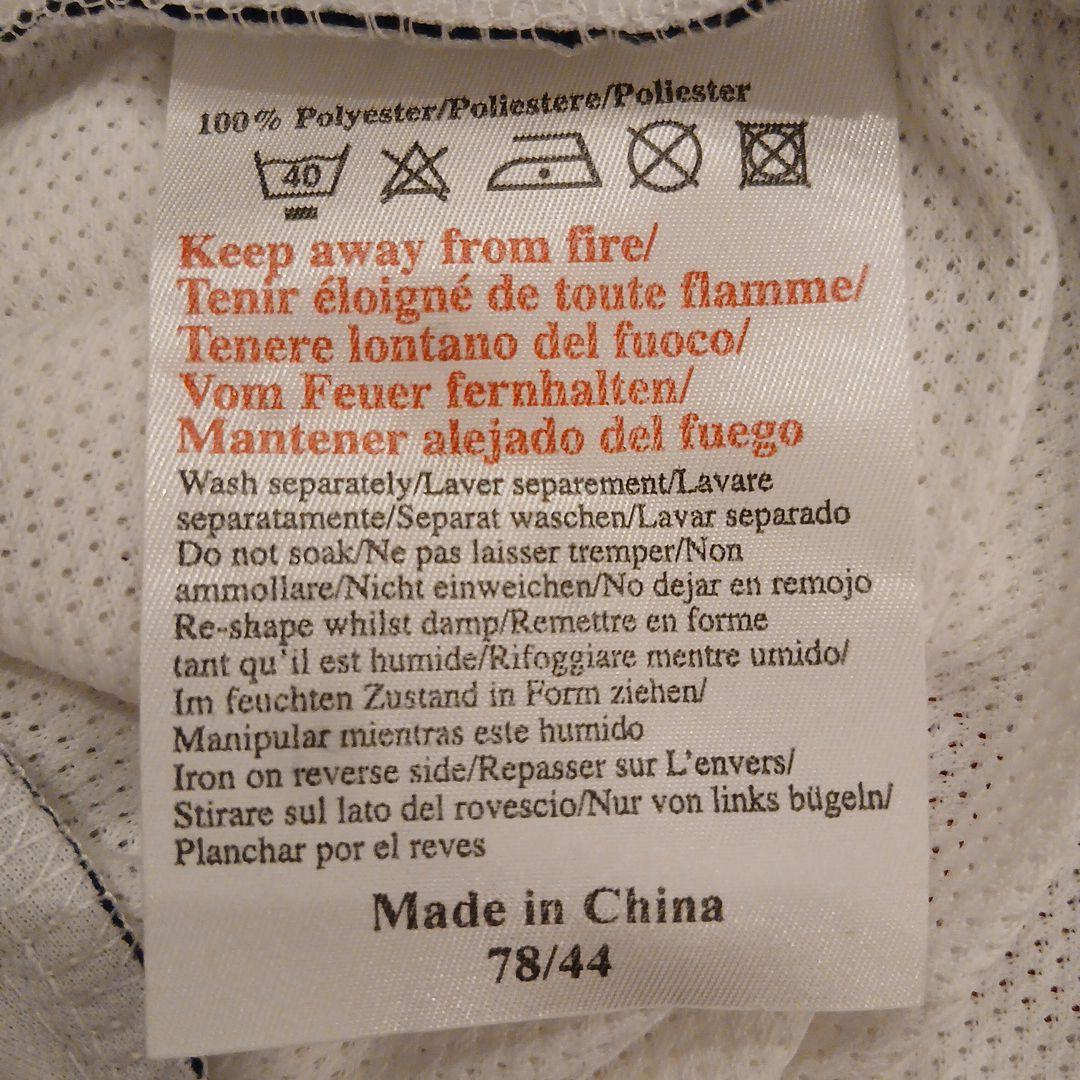 100% Polyester/Poliestere/Poliester
40
Keep away from fire/
Tenir éloigné de toute flamme/
Tenere lontano del fuoco/
Vom Feuer fernhalten/
Mantener alejado del fuego
Wash separately/Laver separement/Lavare
separatamente/Separat waschen/Lavar separado
Do not soak/Ne pas laisser tremper/Non
ammollare/Nicht einweichen/No dejar en remojo
Re-shape whilst damp/Remettre en forme
tant qu'il est humide/Rifoggiare mentre umido/
Im feuchten Zustand in Form ziehen/
Manipular mientras este humido
Iron on reverse side/Repasser sur L'envers/
Stirare sul lato del rovescio/Nur von links bügeln/
Planchar por el reves
Made in China
78/44